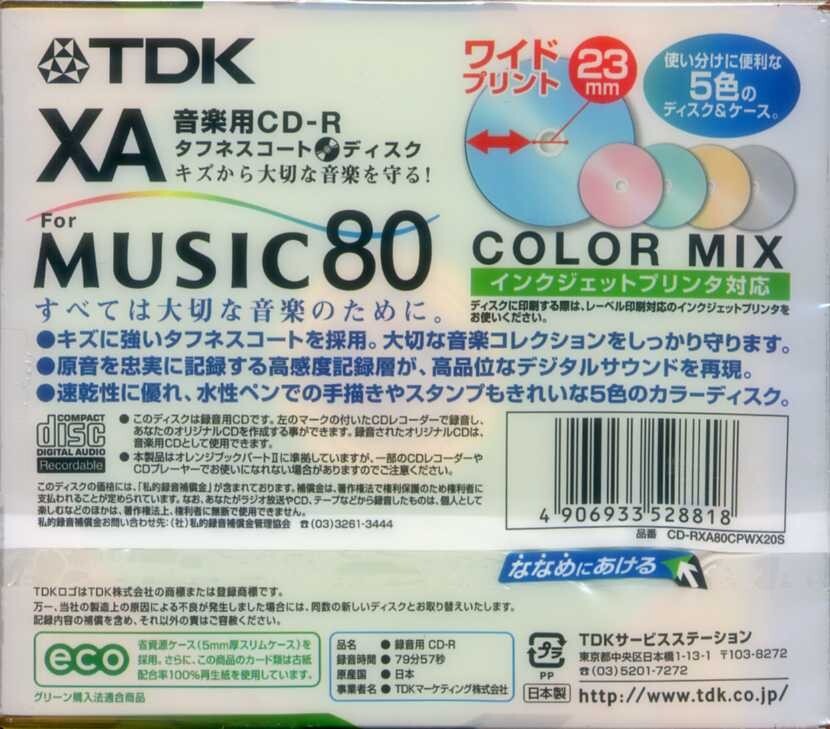 TDK
XA
音楽用CD-R
タフネスコート ディスク
キズから大切な音楽を守る!
For
MUSIC80
すべては大切な音楽のために。
ワイド
プリント
23
mm
使い分けに便利な
5色の
ディスク&ケース。
COLOR MIX
インクジェットプリンタ対応
ディスクに印刷する際は、レーベル印刷対応のインクジェットプリンタを
お使いください。
●キズに強いタフネスコートを採用。大切な音楽コレクションをしっかり守ります。
●原音を忠実に記録する高感度記録層が、高品位なデジタルサウンドを再現。
●速乾性に優れ、水性ペンでの手描きやスタンプもきれいな5色のカラーディスク。
COMPACT
disc
DIGITAL AUDIO
Recordable
●このディスクは録音用CDです。左のマークの付いたCDレコーダーで録音し、
あなたのオリジナルCDを作成する事ができます。録音されたオリジナルCDは、
音楽用CDとして使用できます。
●本製品はオレンジブックパートⅡに準拠していますが、一部のCDレコーダーや
CDプレーヤーでお使いになれない場合がありますのでご注意ください。
このディスクの価格には、「私的録音補償金」が含まれております。補償金は、著作権法で権利保護のため権利者に
支払われることが定められています。なお、あなたがラジオ放送やCD、テープなどから録音したものは、個人として
楽しむなどのほかは、著作権法上、権利者に無断で使用できません。
私的録音補償金お問い合わせ先:(社)私的録音補償金管理協会 ☎(03)3261-3444
4 906933 528818
品番 CD-RXA80CPWX20S
ななめにあける
TDKロゴはTDK株式会社の商標または登録商標です。
万一、当社の製造上の原因による不良が発生しました場合には、同数の新しいディスクとお取り替えいたします。
記録内容の補償を含め、それ以外の責はご容赦ください。
eco
省資源ケース(5mm厚スリムケース)を
採用。さらに、この商品のカード類は古紙
配合率100%再生紙を使用しています。
グリーン購入法適合商品
品名 ●録音用 CD-R
録音時間 ●79分57秒
原産国 ●日本
事業者名 ●TDKマーケティング株式会社
プラ
PP
日本製
TDKサービスステーション
東京都中央区日本橋1-13-1 〒103-8272
☎(03)5201-7272
http://www.tdk.co.jp/